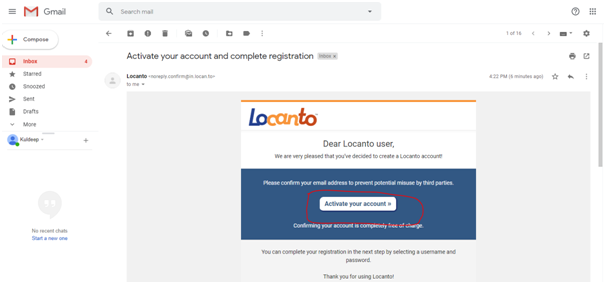 Gmail
Search mail
Compose
1 of 16
Activate your account and complete registration Inbox x
Inbox 4
Starred
Snoozed
Sent
Drafts
More
Locanto <noreply.confirm@n.locan.to>
to me
4:22 PM (6 minutes ago)
Kuldeep
No recent chats
Start a new one
Locanto
Dear Locanto user,
We are very pleased that you've decided to create a Locanto account!
Please confirm your email address to prevent potential misuse by third parties.
Activate your account »
Confirming your account is completely free of charge.
You can complete your registration in the next step by selecting a username and
password.
Thank you for using Locanto!